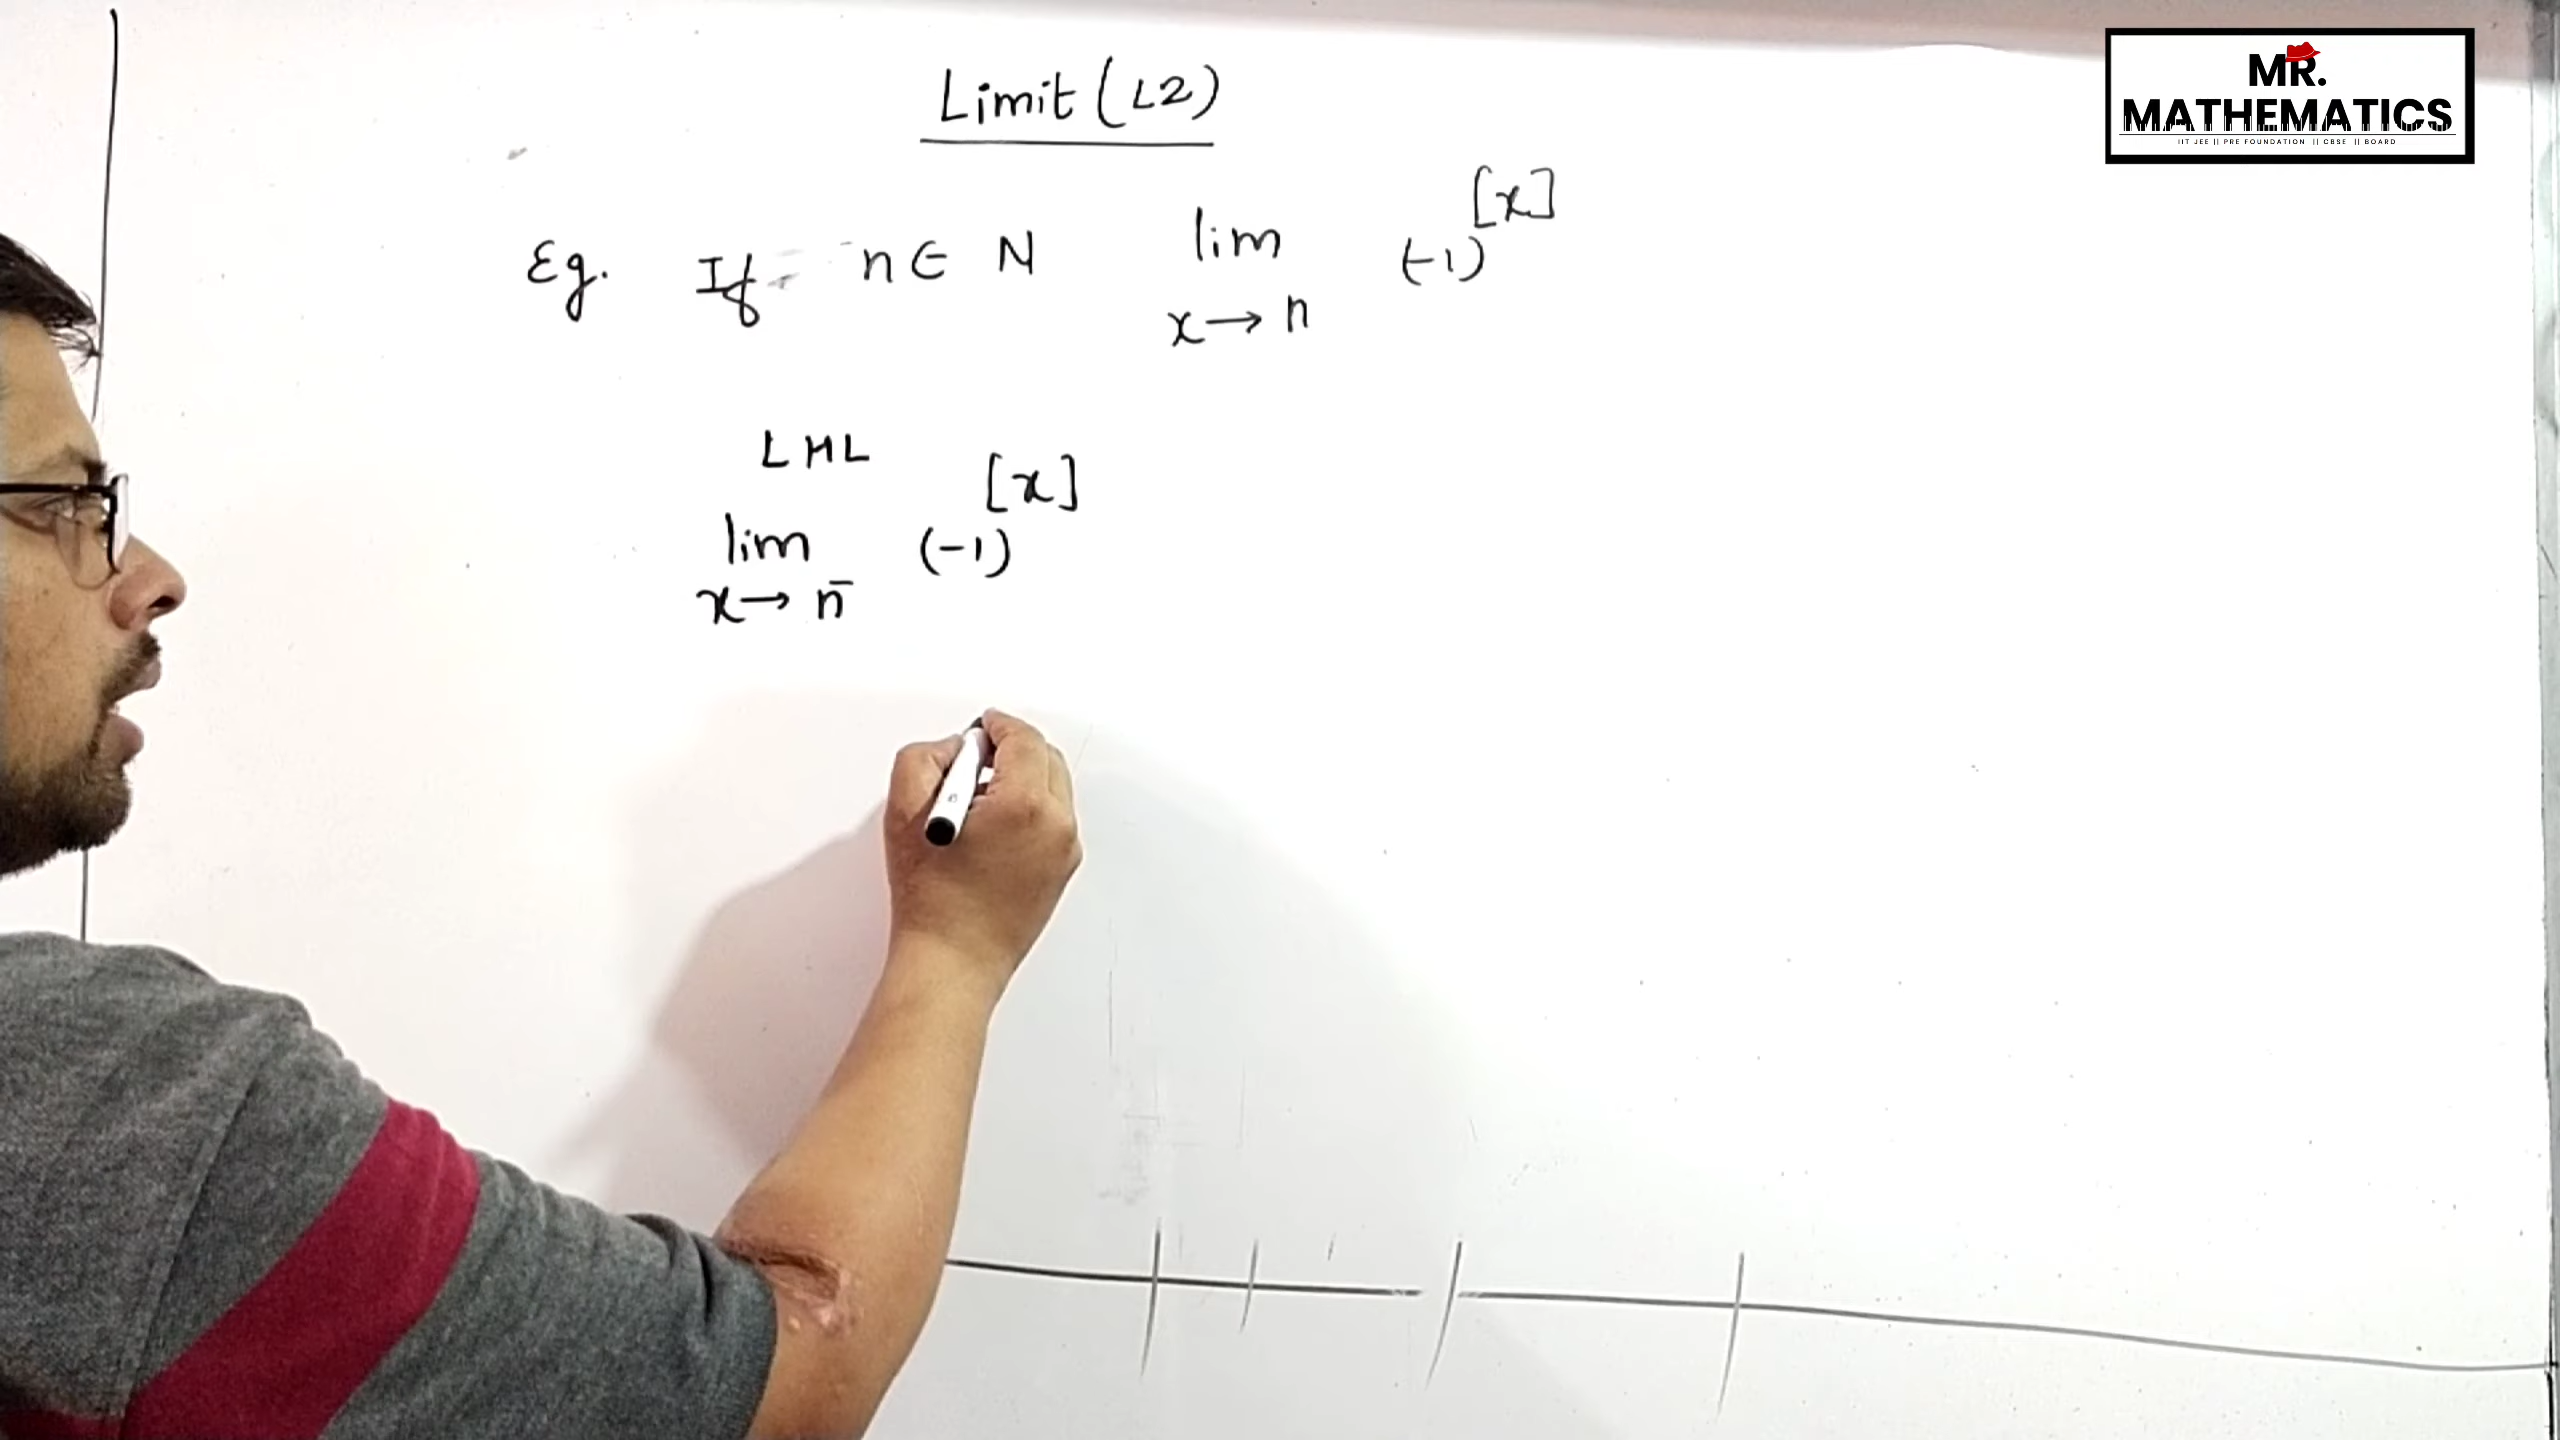 Limit (L2)
MR.
MATHEMATICS
IIT JEE || PRE FOUNDATION || CBSE || BOARD
Eg. If n ∈ N lim (-1)^[x]
x → n
LHL
lim (-1)^[x]
x → n⁻